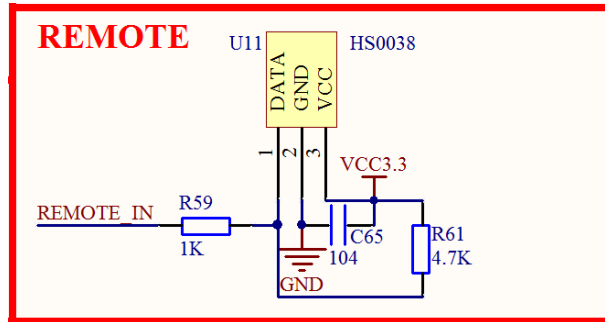 REMOTE
U11
HS0038
DATA
GND
VCC
1
2
3
VCC3.3
R59
REMOTE_IN
1K
C65
104
R61
4.7K
GND